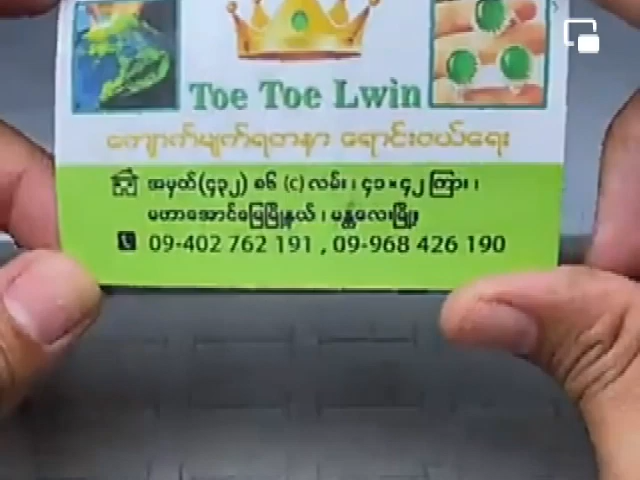 Toe Toe Lwin
ကျောက်မျက်ရတနာ ရောင်းဝယ်ရေး
အမှတ်(၄၃၂) ၈၆ (c) လမ်း ၊ ၄၁ × ၄၂ ကြား ၊
မဟာအောင်မြေမြို့နယ် ၊ မန္တလေးမြို့။
09-402 762 191 , 09-968 426 190